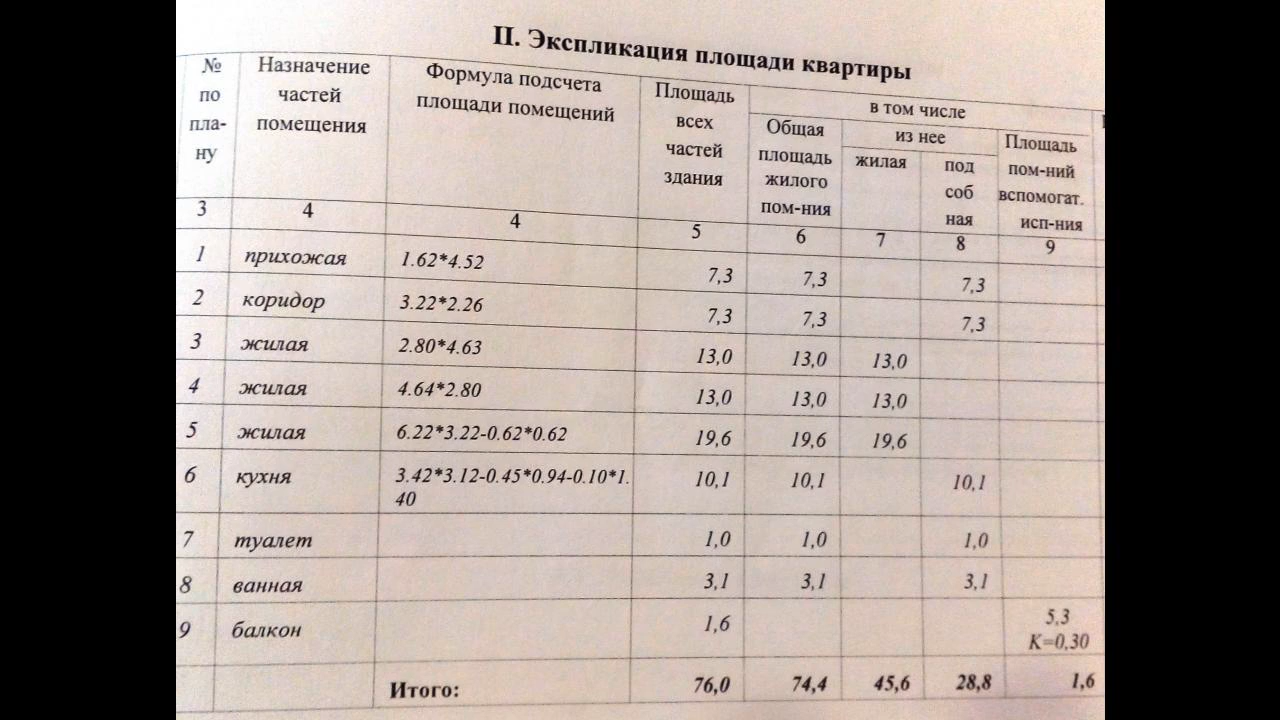 II. Экспликация площади квартиры
№ по пла-ну Назначение частей помещения Формула подсчета площади помещений Площадь всех частей здания в том числе
Общая площадь жилого пом-ния из нее Площадь пом-ний вспомогат. исп-ния
жилая под соб ная
3 4 4 5 6 7 8 9
1 прихожая 1.62*4.52 7,3 7,3 7,3
2 коридор 3.22*2.26 7,3 7,3 7,3
3 жилая 2.80*4.63 13,0 13,0 13,0
4 жилая 4.64*2.80 13,0 13,0 13,0
5 жилая 6.22*3.22-0.62*0.62 19,6 19,6 19,6
6 кухня 3.42*3.12-0.45*0.94-0.10*1. 10,1 10,1 10,1
40
7 туалет 1,0 1,0 1,0
8 ванная 3,1 3,1 3,1
9 балкон 1,6 5,3
К=0,30
Итого: 76,0 74,4 45,6 28,8 1,6